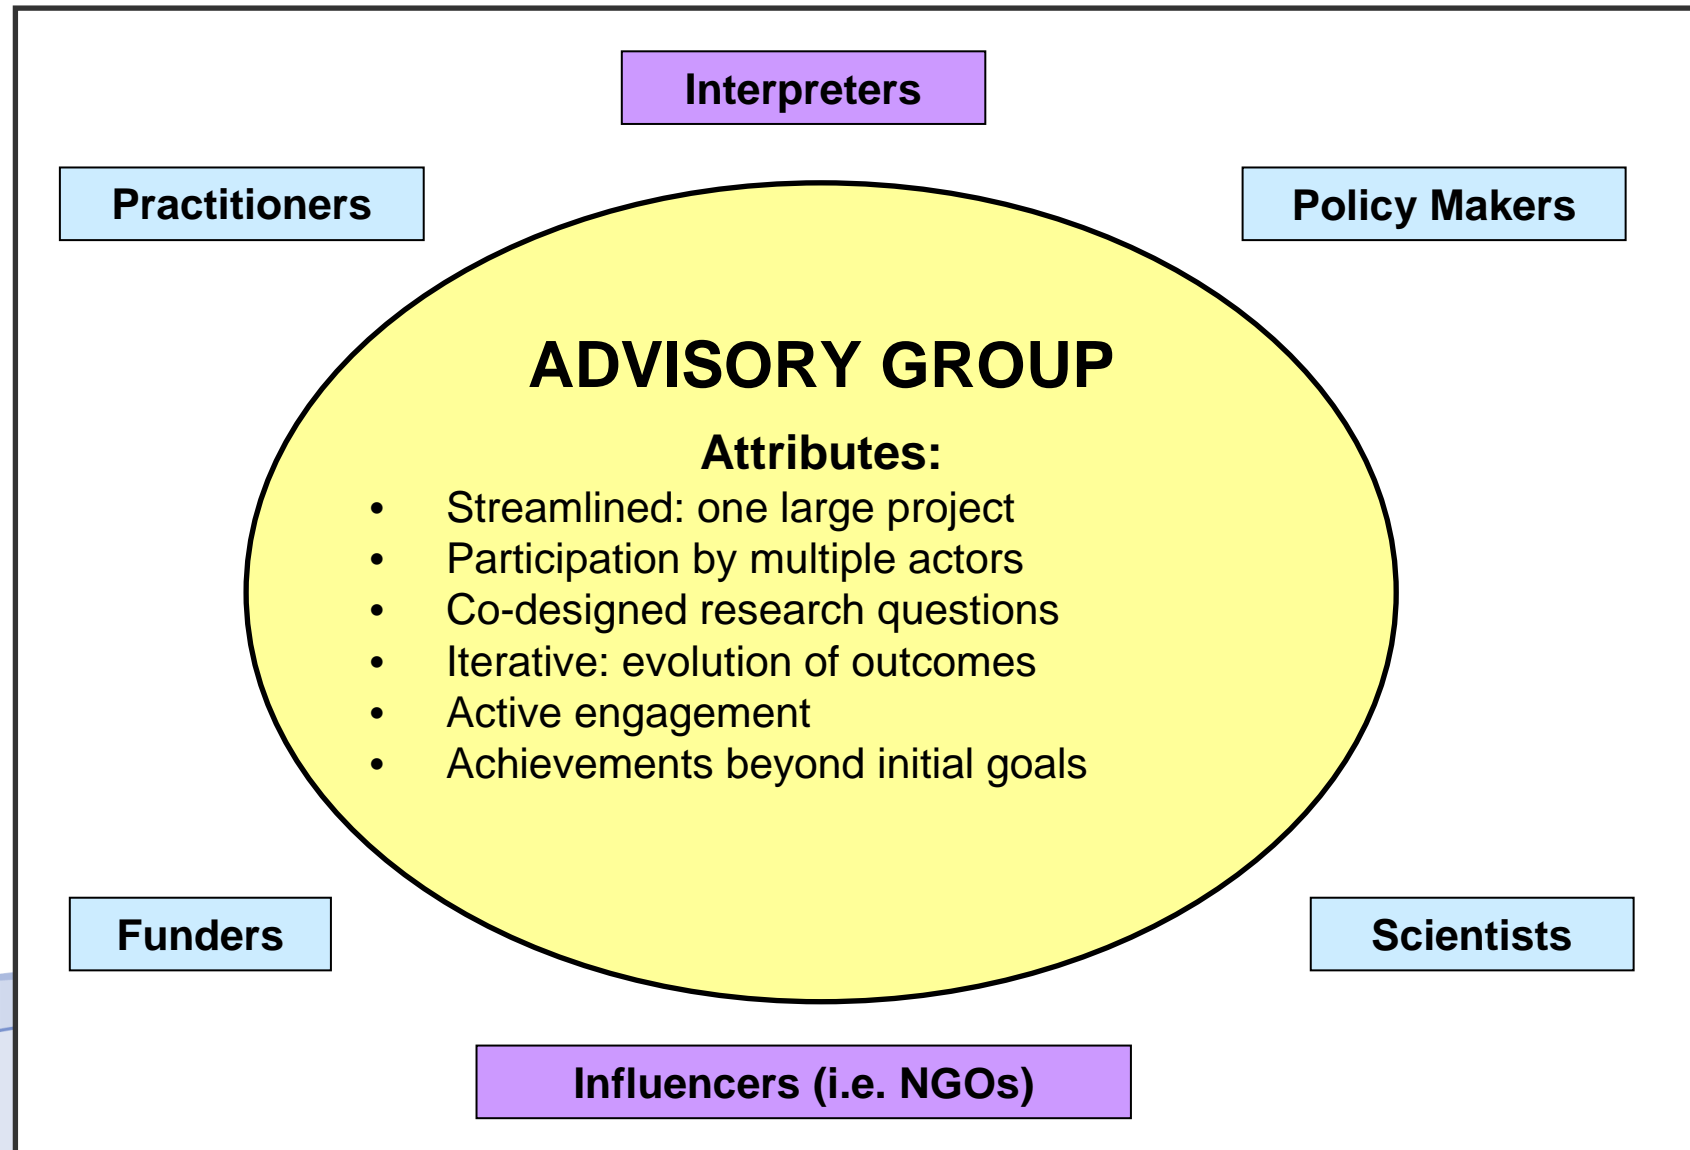 Interpreters
Practitioners
Policy Makers
ADVISORY GROUP
Attributes:
• Streamlined: one large project
• Participation by multiple actors
• Co-designed research questions
• Iterative: evolution of outcomes
• Active engagement
• Achievements beyond initial goals
Funders
Scientists
Influencers (i.e. NGOs)